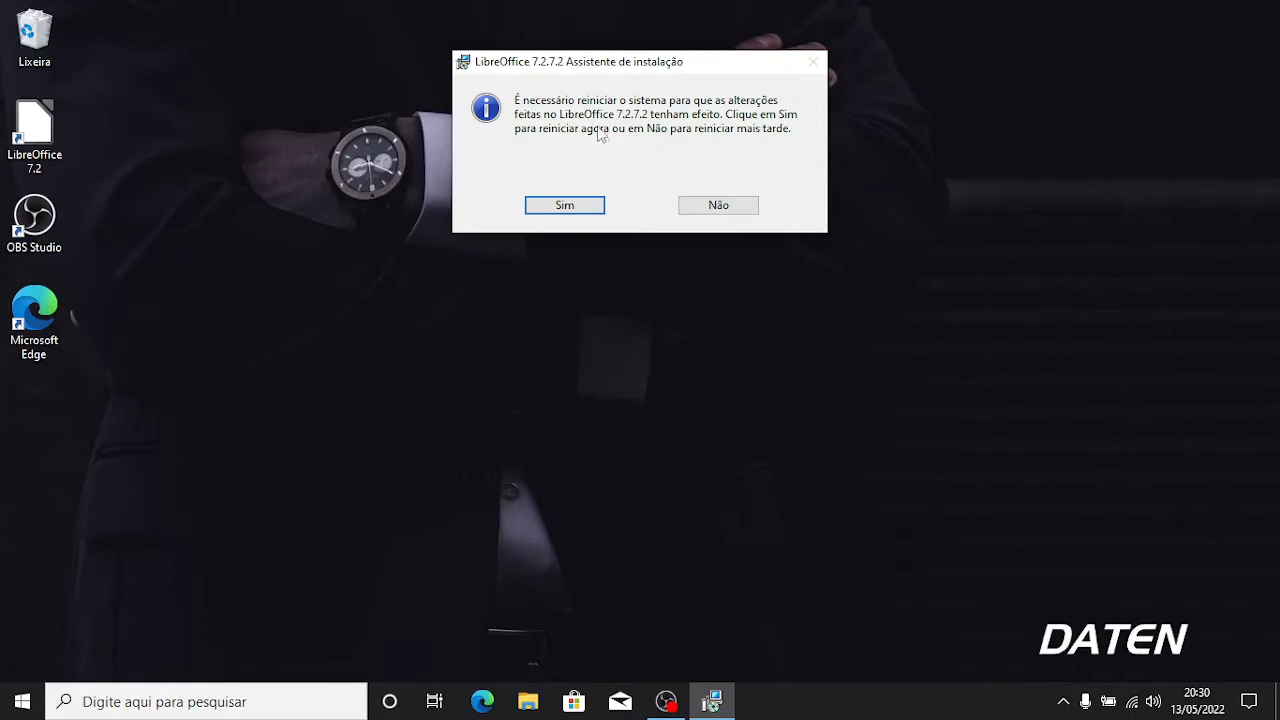 Lixeira
LibreOffice
7.2
OBS Studio
Microsoft
Edge
LibreOffice 7.2.7.2 Assistente de instalação
É necessário reiniciar o sistema para que as alterações
feitas no LibreOffice 7.2.7.2 tenham efeito. Clique em Sim
para reiniciar agora ou em Não para reiniciar mais tarde.
Sim
Não
DATEN
Digite aqui para pesquisar
20:30
13/05/2022